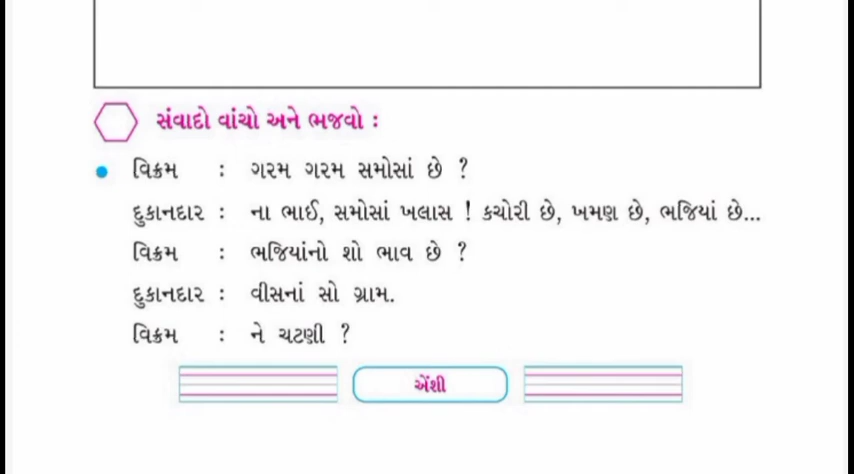 સંવાદો વાંચો અને ભજવો :
વિક્રમ : ગરમ ગરમ સમોસાં છે ?
દુકાનદાર : ના ભાઈ, સમોસાં ખલાસ ! કચોરી છે, ખમણ છે, ભજિયાં છે...
વિક્રમ : ભજિયાંનો શો ભાવ છે ?
દુકાનદાર : વીસનાં સો ગ્રામ.
વિક્રમ : ને ચટણી ?
એંશી